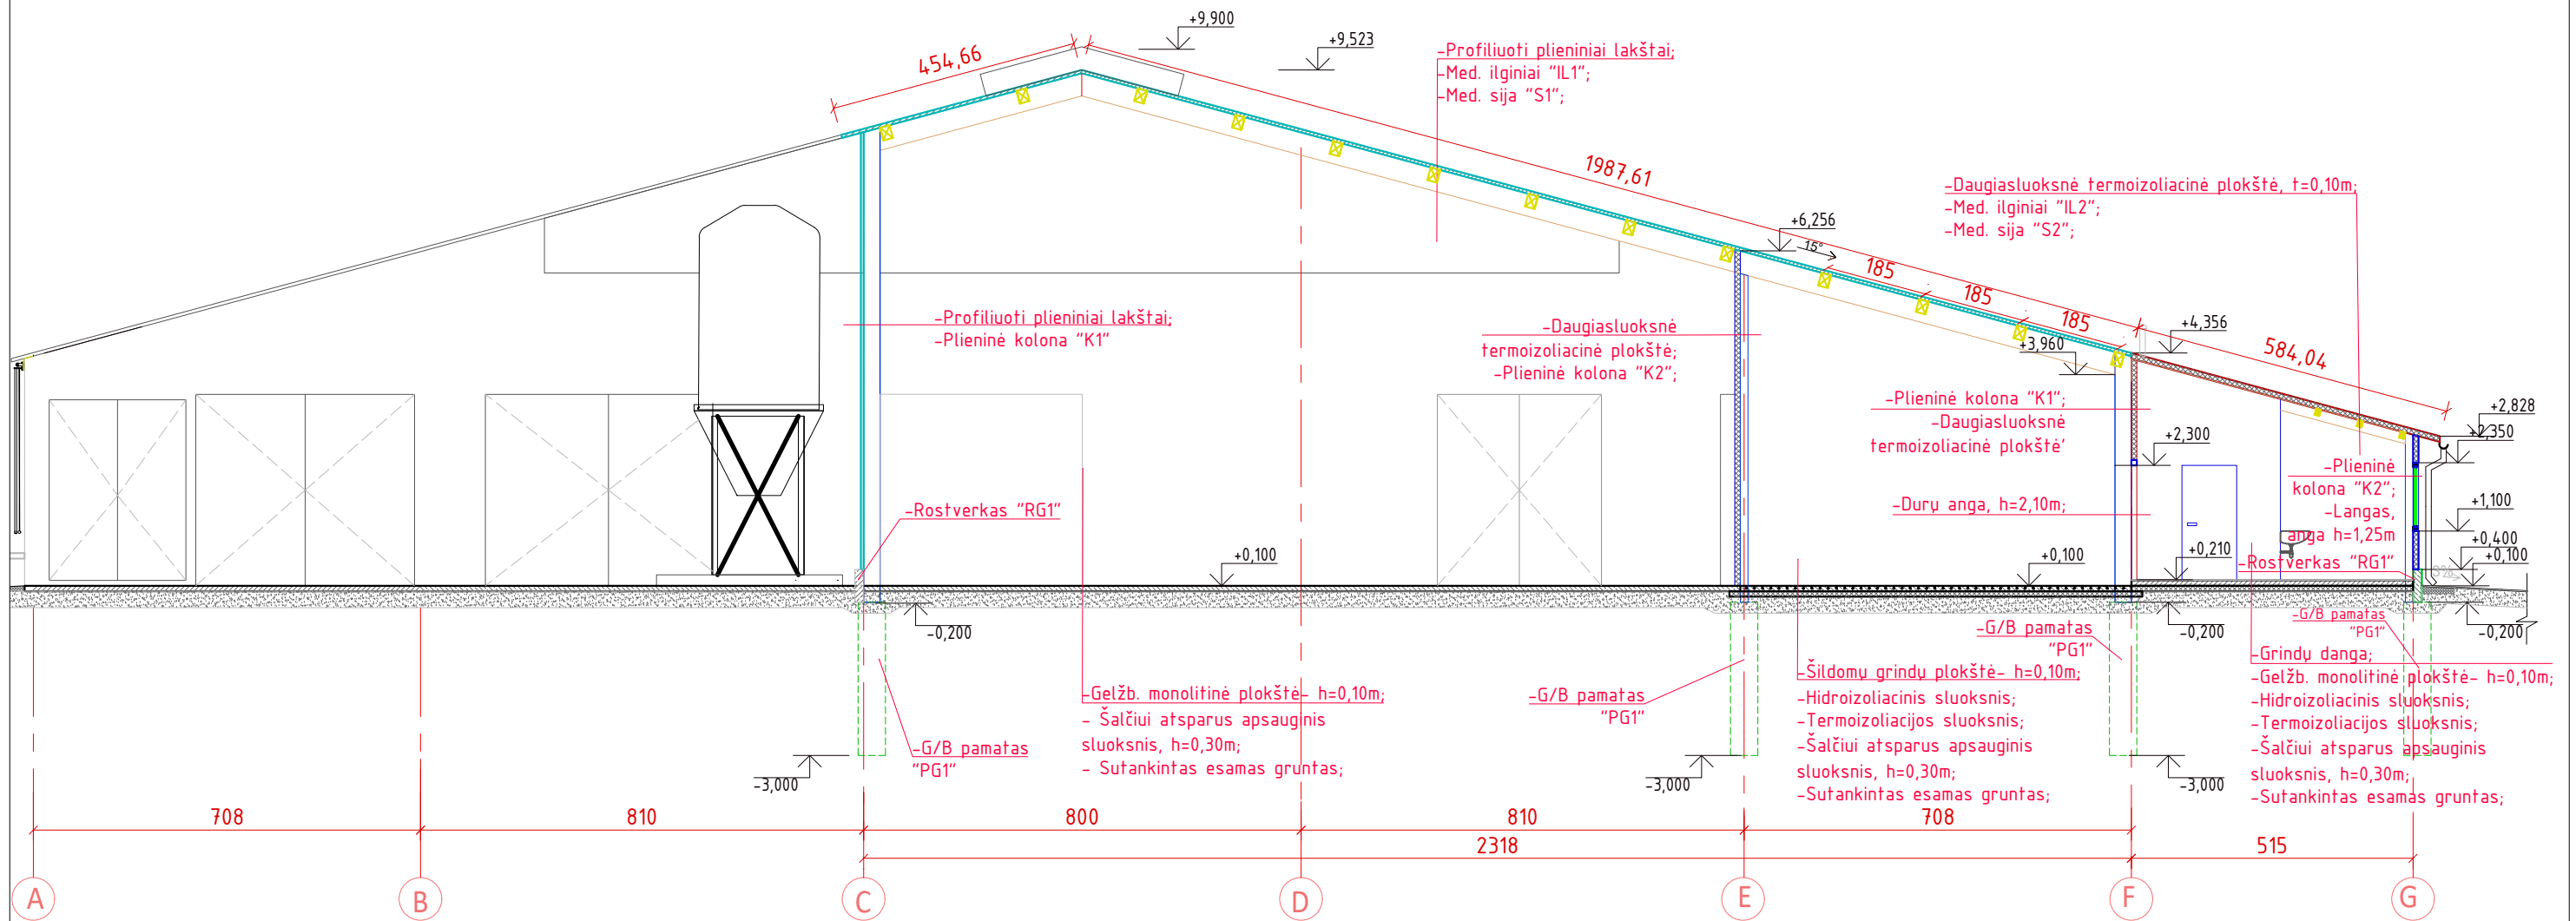 +9,900
+9,523
454,66
-Profiliuoti plieniniai lakštai;
-Med. ilginiai "IL1";
-Med. sija "S1";
1987,61
-Daugiasluoksnė termoizoliacinė plokštė, t=0,10m;
-Med. ilginiai "IL2";
-Med. sija "S2";
+6,256
15°
185
185
185
-Profiliuoti plieniniai lakštai;
-Plieninė kolona "K1"
-Daugiasluoksnė
termoizoliacinė plokštė;
-Plieninė kolona "K2";
+3,960
+4,356
584,04
-Plieninė kolona "K1";
-Daugiasluoksnė
termoizoliacinė plokštė'
+2,828
+2,350
+2,300
-Plieninė
kolona "K2";
-Langas,
anga h=1,25m
+1,100
-Rostverkas "RG1"
-Durų anga, h=2,10m;
+0,100
+0,100
+0,210
-Rostverkas "RG1"
+0,400
+0,100
-0,200
-0,200
-0,200
-G/B pamatas
"PG1"
-G/B pamatas
"PG1"
-Gelžb. monolitinė plokštė- h=0,10m;
- Šalčiui atsparus apsauginis
sluoksnis, h=0,30m;
- Sutankintas esamas gruntas;
-G/B pamatas
"PG1"
-G/B pamatas
"PG1"
-Šildomų grindų plokštė- h=0,10m;
-Hidroizoliacinis sluoksnis;
-Termoizoliacijos sluoksnis;
-Šalčiui atsparus apsauginis
sluoksnis, h=0,30m;
-Sutankintas esamas gruntas;
-Grindų danga;
-Gelžb. monolitinė plokštė- h=0,10m;
-Hidroizoliacinis sluoksnis;
-Termoizoliacijos sluoksnis;
-Šalčiui atsparus apsauginis
sluoksnis, h=0,30m;
-Sutankintas esamas gruntas;
-3,000
-3,000
-3,000
708
810
800
810
708
2318
515
A
B
C
D
E
F
G